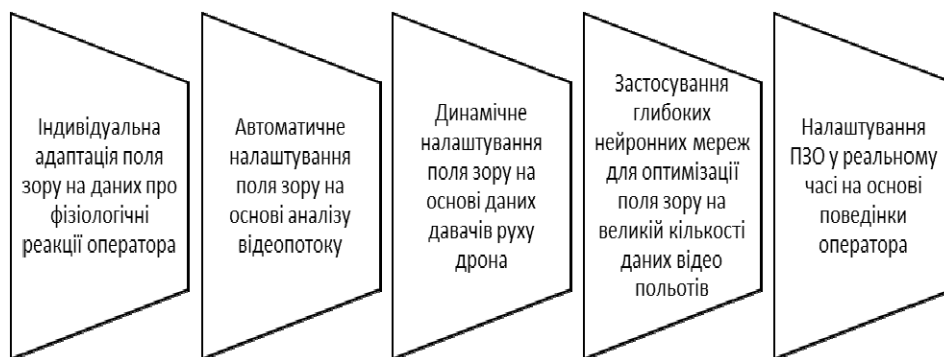 Індивідуальна
адаптація поля
зору на даних про
фізіологічні
реакції оператора
Автоматичне
налаштування
поля зору на
основі аналізу
відеопотоку
Динамічне
налаштування
поля зору на
основі даних
давачів руху
дрона
Застосування
глибоких
нейронних мереж
для оптимізації
поля зору на
великій кількості
даних відео
польотів
Налаштування
ПЗО у реальному
часі на основі
поведінки
оператора